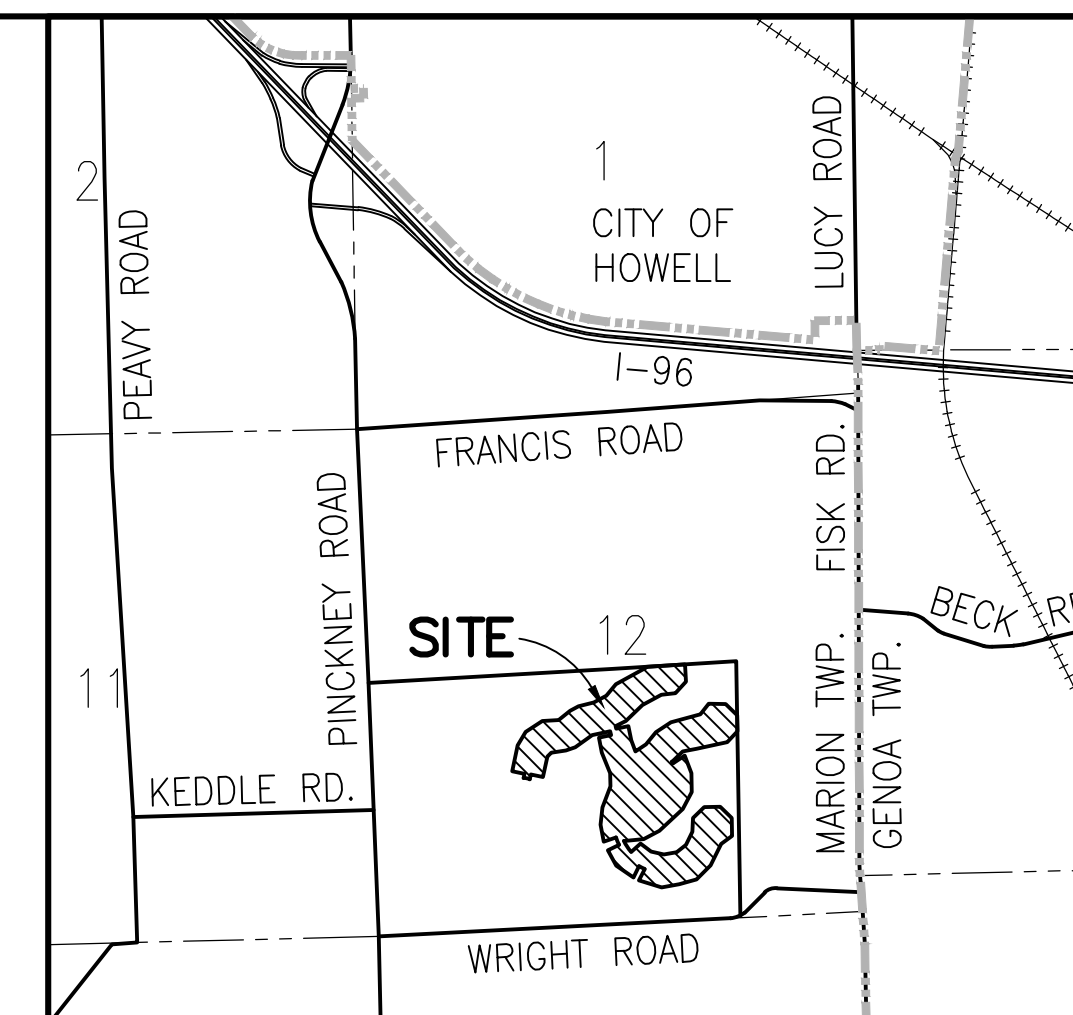 2
1
CITY OF
HOWELL
LUCY ROAD
PEAVY ROAD
I-96
FRANCIS ROAD
FISK RD.
PINCKNEY ROAD
SITE
12
BECK
11
MARION TWP.
GENOA TWP.
KEDDLE RD.
WRIGHT ROAD